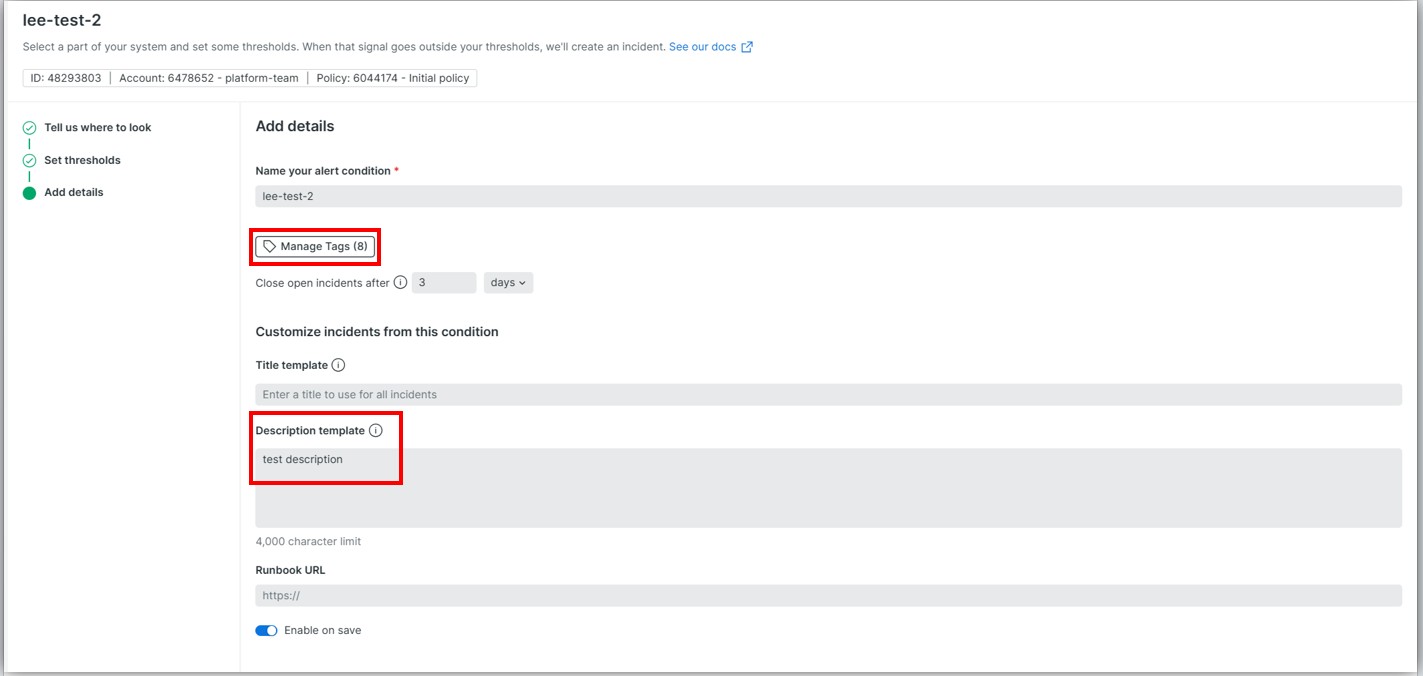 lee-test-2
Select a part of your system and set some thresholds. When that signal goes outside your thresholds, we'll create an incident. See our docs
ID: 48293803 | Account: 6478652 - platform-team | Policy: 6044174 - Initial policy
Tell us where to look
Set thresholds
Add details
Add details
Name your alert condition *
lee-test-2
Manage Tags (8)
Close open incidents after 3 days
Customize incidents from this condition
Title template
Enter a title to use for all incidents
Description template
test description
4,000 character limit
Runbook URL
https://
Enable on save